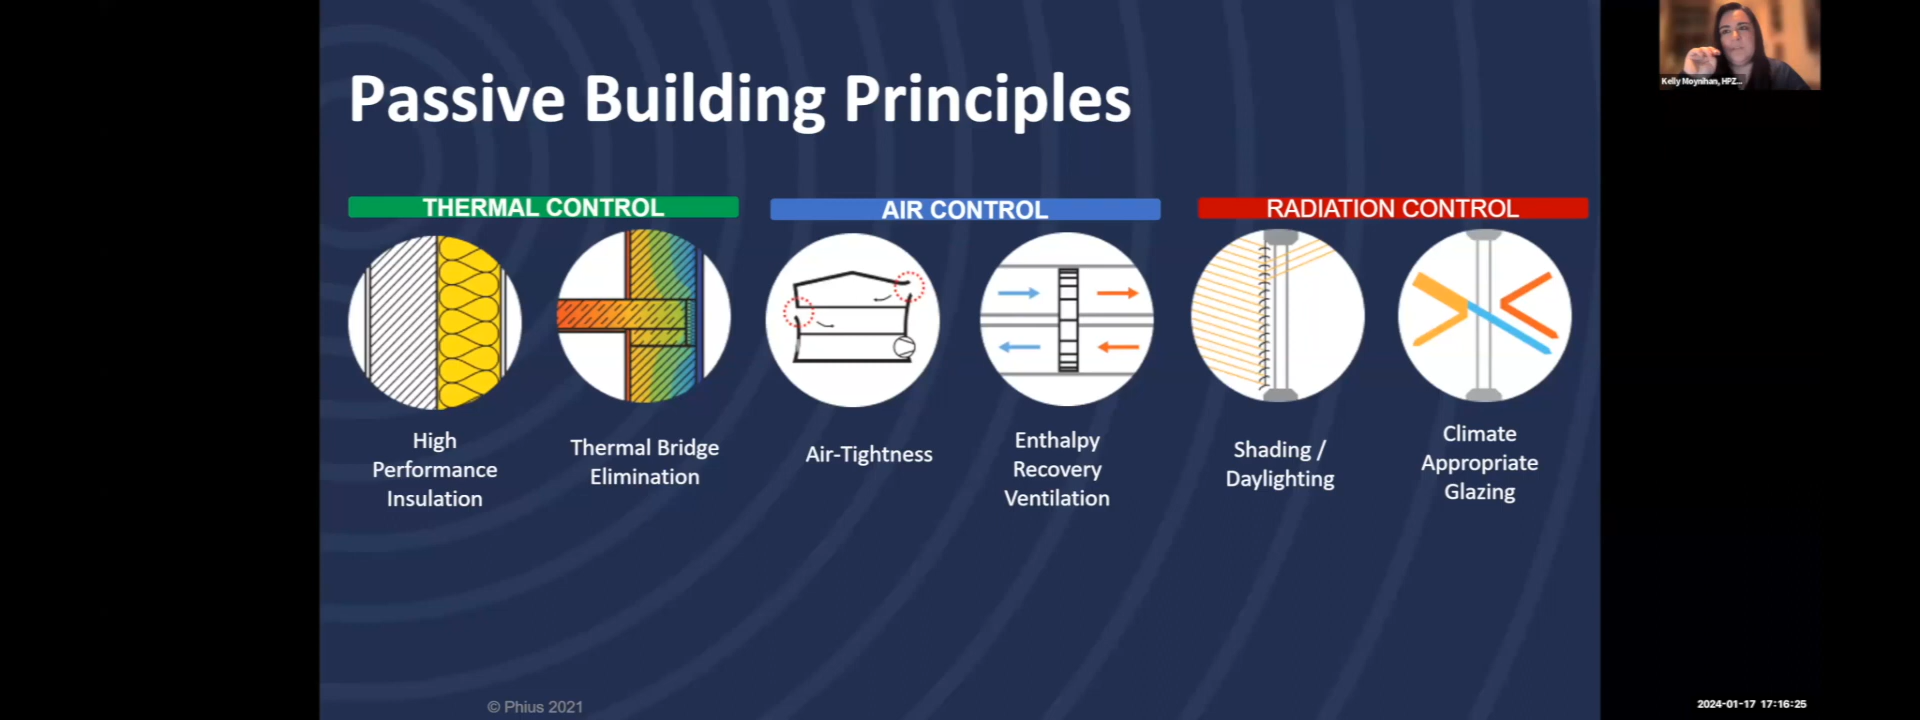 Passive Building Principles
Kelly Moynihan, HPZ...
THERMAL CONTROL
AIR CONTROL
RADIATION CONTROL
High
Performance
Insulation
Thermal Bridge
Elimination
Air-Tightness
Enthalpy
Recovery
Ventilation
Shading /
Daylighting
Climate
Appropriate
Glazing
© Phius 2021
2024-01-17 17:16:25